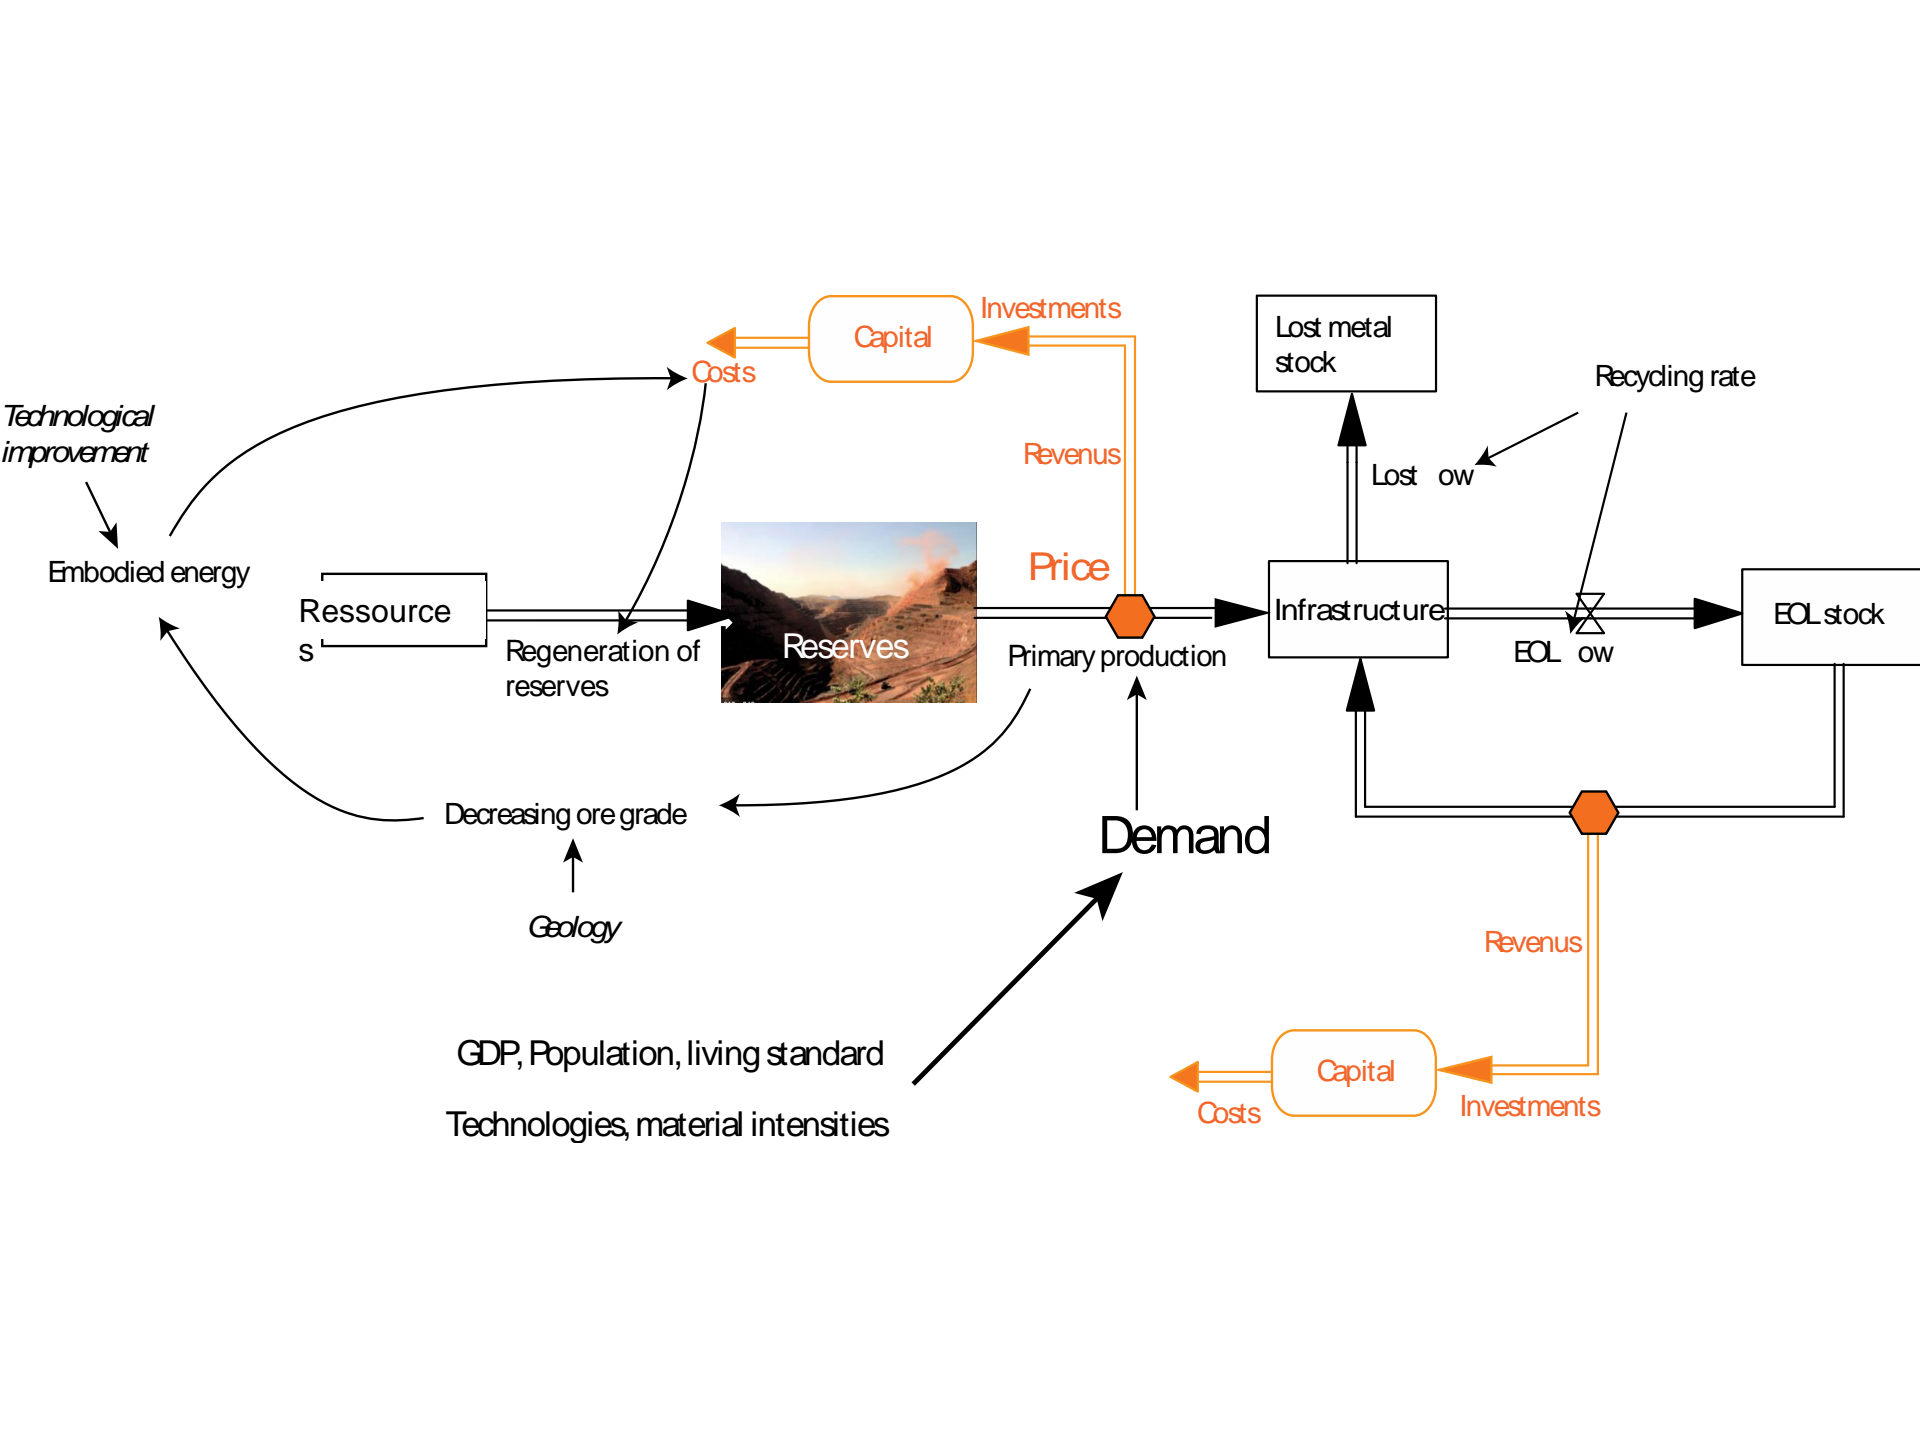 Investments
Capital
Lost metal
stock
Costs
Recycling rate
Technological
improvement
Revenus
Lost ow
Embodied energy
Price
Ressource
s
Regeneration of
reserves
Reserves
Primary production
Infrastructure
EOL ow
EOL stock
Decreasing ore grade
Demand
Geology
Revenus
GDP, Population, living standard
Capital
Technologies, material intensities
Costs
Investments